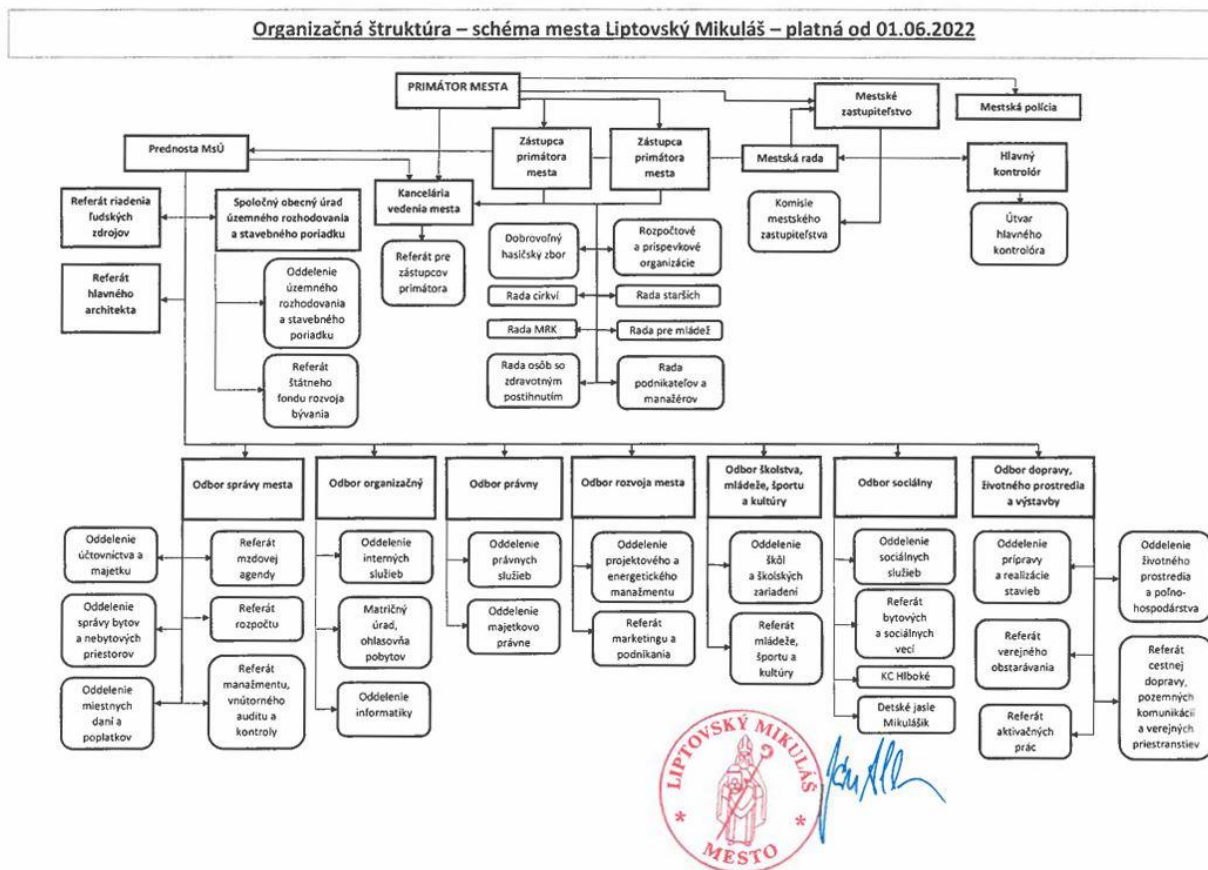 Organizačná štruktúra – schéma mesta Liptovský Mikuláš – platná od 01.06.2022
PRIMÁTOR MESTA
Mestské
zastupiteľstvo
Mestská polícia
Prednosta MsÚ
Zástupca
primátora
mesta
Zástupca
primátora
mesta
Mestská rada
Hlavný
kontrolór
Referát riadenia
ľudských
zdrojov
Spoločný obecný úrad
územného rozhodovania
a stavebného poriadku
Kancelária
vedenia mesta
Komisie
mestského
zastupiteľstva
Útvar
hlavného
kontrolóra
Referát
hlavného
architekta
Oddelenie
územného
rozhodovania
a stavebného
poriadku
Referát pre
zástupcov
primátora
Dobrovoľný
hasičsky zbor
Rozpočtové
a príspevkové
organizácie
Rada cirkví
Rada starších
Rada MRK
Rada pre mládež
Referát
štátneho
fondu rozvoja
bývania
Rada osôb so
zdravotným
postihnutím
Rada
podnikateľov a
manažérov
Odbor správy mesta
Odbor organizačný
Odbor právny
Odbor rozvoja mesta
Odbor školstva,
mládeže, športu
a kultúry
Odbor sociálny
Odbor dopravy,
životného prostredia
a výstavby
Oddelenie
účtovníctva a
majetku
Referát
mzdovej
agendy
Oddelenie
interných
služieb
Oddelenie
právnych
služieb
Oddelenie
projektového a
energetického
manažmentu
Oddelenie
škôl
a školských
zariadení
Oddelenie
sociálnych
služieb
Oddelenie
prípravy
a realizácie
stavieb
Oddelenie
životného
prostredia
a poľno-
hospodárstva
Oddelenie
správy bytov
a nebytových
priestorov
Referát
rozpočtu
Matričný
úrad,
ohlasovňa
pobytov
Oddelenie
majetkovo
právne
Referát
marketingu a
podnikania
Referát
mládeže,
športu a
kultúry
Referát
bytových
a sociálnych
vecí
Referát
verejného
obstarávania
Referát
cestnej
dopravy,
pozemných
komunikácií
a verejných
priestranstiev
Oddelenie
miestnych
daní a
poplatkov
Referát
manažmentu,
vnútorného
auditu a
kontroly
Oddelenie
informatiky
KC Hlboké
Detské jasle
Mikulášik
Referát
aktivačných
prác
LIPTOVSKÝ MIKULÁŠ
* MESTO *